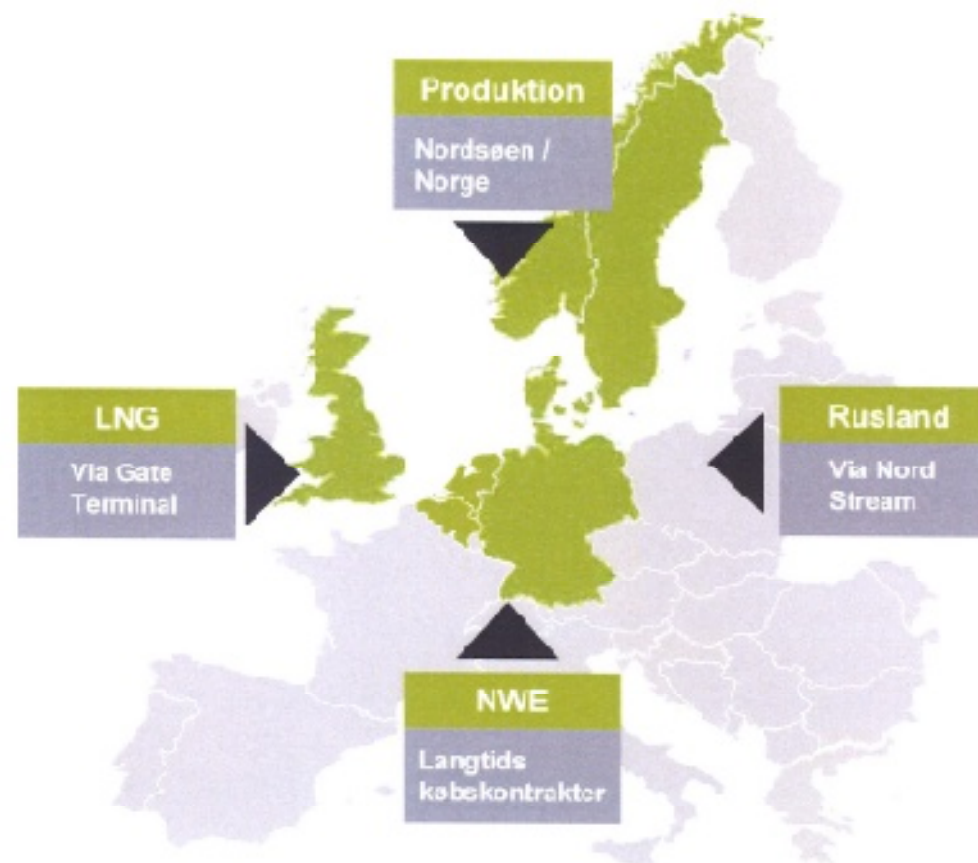 Produktion
Nordsøen /
Norge
LNG
Via Gate
Terminal
Rusland
Via Nord
Stream
NWE
Langtids
købskontrakter